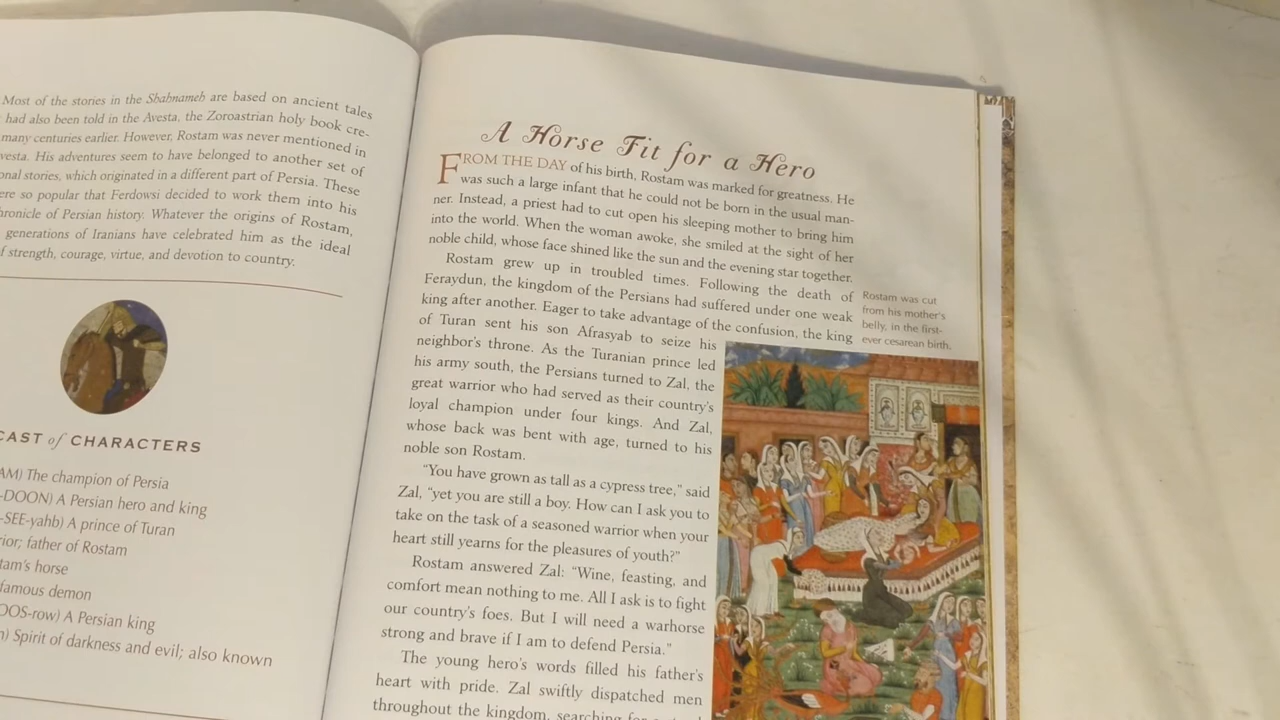 Most of the stories in the Shahnameh are based on ancient tales
had also been told in the Avesta, the Zoroastrian holy book cre-
many centuries earlier. However, Rostam was never mentioned in
vesta. His adventures seem to have belonged to another set of
onal stories, which originated in a different part of Persia. These
ere so popular that Ferdowsi decided to work them into his
hronicle of Persian history. Whatever the origins of Rostam,
generations of Iranians have celebrated him as the ideal
f strength, courage, virtue, and devotion to country.
CAST of CHARACTERS
AM) The champion of Persia
-DOON) A Persian hero and king
-SEE-yahb) A prince of Turan
rior; father of Rostam
tam's horse
famous demon
OOS-row) A Persian king
n) Spirit of darkness and evil; also known
A Horse Fit for a Hero
FROM THE DAY of his birth, Rostam was marked for greatness. He
was such a large infant that he could not be born in the usual man-
ner. Instead, a priest had to cut open his sleeping mother to bring him
into the world. When the woman awoke, she smiled at the sight of her
noble child, whose face shined like the sun and the evening star together.
Rostam grew up in troubled times. Following the death of
Feraydun, the kingdom of the Persians had suffered under one weak
king after another. Eager to take advantage of the confusion, the king
of Turan sent his son Afrasyab to seize his
neighbor's throne. As the Turanian prince led
his army south, the Persians turned to Zal, the
great warrior who had served as their country's
loyal champion under four kings. And Zal,
whose back was bent with age, turned to his
noble son Rostam.
"You have grown as tall as a cypress tree," said
Zal, "yet you are still a boy. How can I ask you to
take on the task of a seasoned warrior when your
heart still yearns for the pleasures of youth?"
Rostam answered Zal: "Wine, feasting, and
comfort mean nothing to me. All I ask is to fight
our country's foes. But I will need a warhorse
strong and brave if I am to defend Persia."
The young hero's words filled his father's
heart with pride. Zal swiftly dispatched men
throughout the kingdom, searching for
Rostam was cut
from his mother's
belly, in the first-
ever cesarean birth.